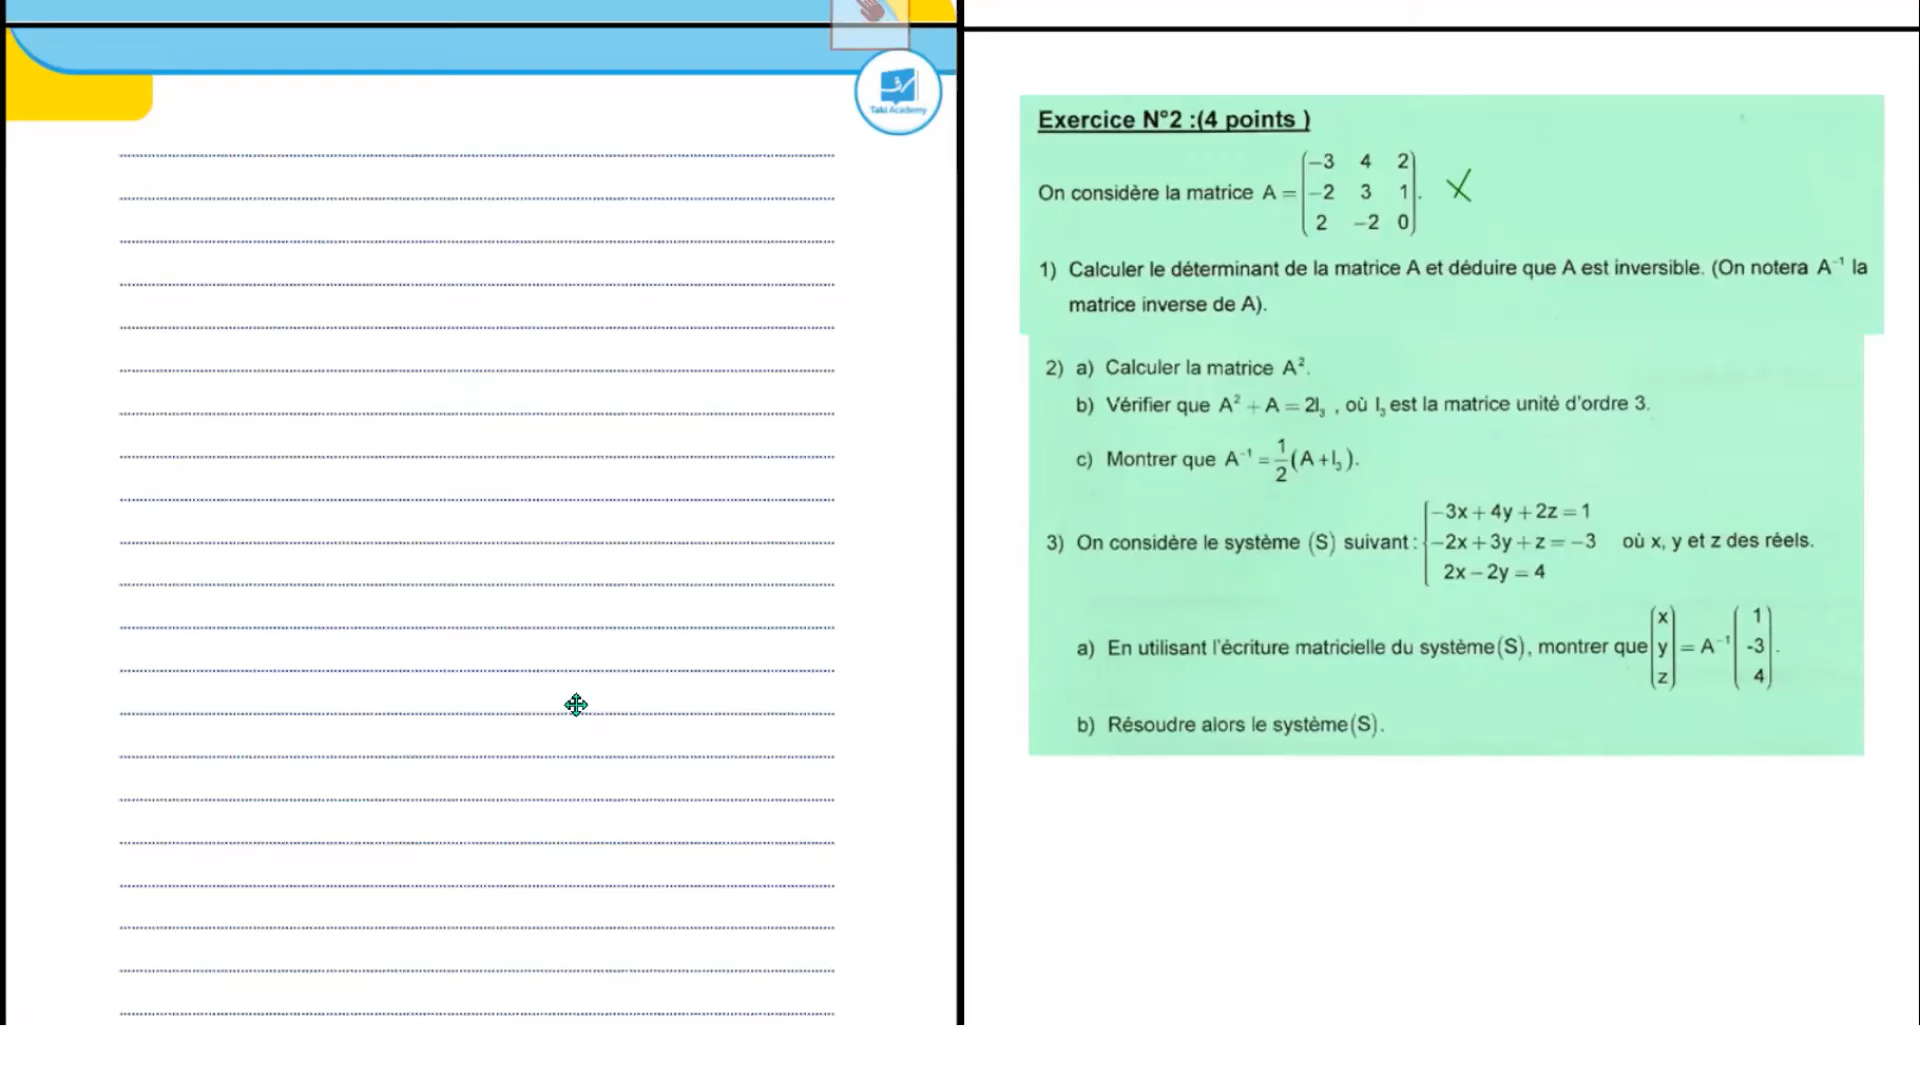 Taki Academy
Exercice N°2 :(4 points )
On considère la matrice A = (−3 4 2
−2 3 1
2 −2 0).
X
1) Calculer le déterminant de la matrice A et déduire que A est inversible. (On notera A⁻¹ la
matrice inverse de A).
2) a) Calculer la matrice A².
b) Vérifier que A² + A = 2I₃ , où I₃ est la matrice unité d'ordre 3.
c) Montrer que A⁻¹ = 1/2 (A + I₃).
3) On considère le système (S) suivant : { −3x + 4y + 2z = 1
−2x + 3y + z = −3 où x, y et z des réels.
2x − 2y = 4
a) En utilisant l'écriture matricielle du système (S), montrer que (x y z) = A⁻¹ (1 -3 4).
b) Résoudre alors le système (S).